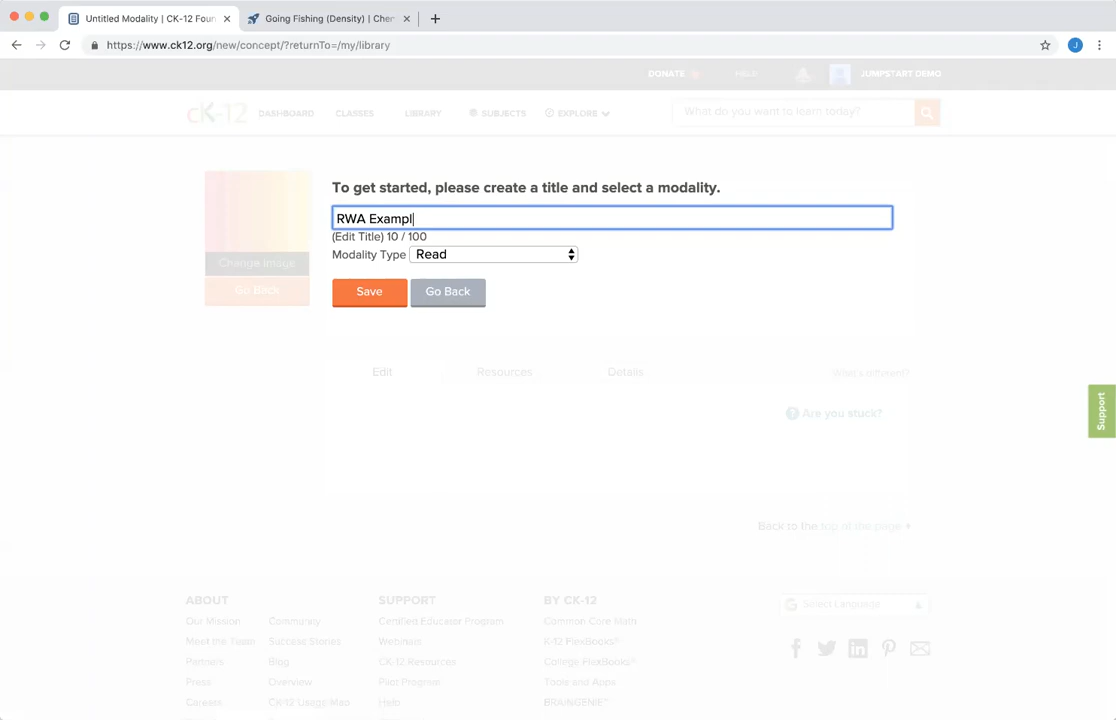 Untitled Modality | CK-12 Foun
Going Fishing (Density) | Chem
https://www.ck12.org/new/concept/?returnTo=/my/library
J
DONATE
HELP
JUMPSTART DEMO
cK-12
DASHBOARD
CLASSES
LIBRARY
SUBJECTS
EXPLORE
What do you want to learn today?
To get started, please create a title and select a modality.
RWA Exampl
(Edit Title) 10 / 100
Modality Type Read
Change Image
Save
Go Back
Go Back
Edit
Resources
Details
What's different?
Are you stuck?
Support
Back to the top of the page
ABOUT
Our Mission
Community
Meet the Team
Success Stories
Partners
Blog
Press
Overview
Careers
CK-12 Usage Map
SUPPORT
Certified Educator Program
Webinars
CK-12 Resources
Pilot Program
Help
BY CK-12
Common Core Math
K-12 FlexBooks®
College FlexBooks®
Tools and Apps
BRAINGENIE™
Select Language